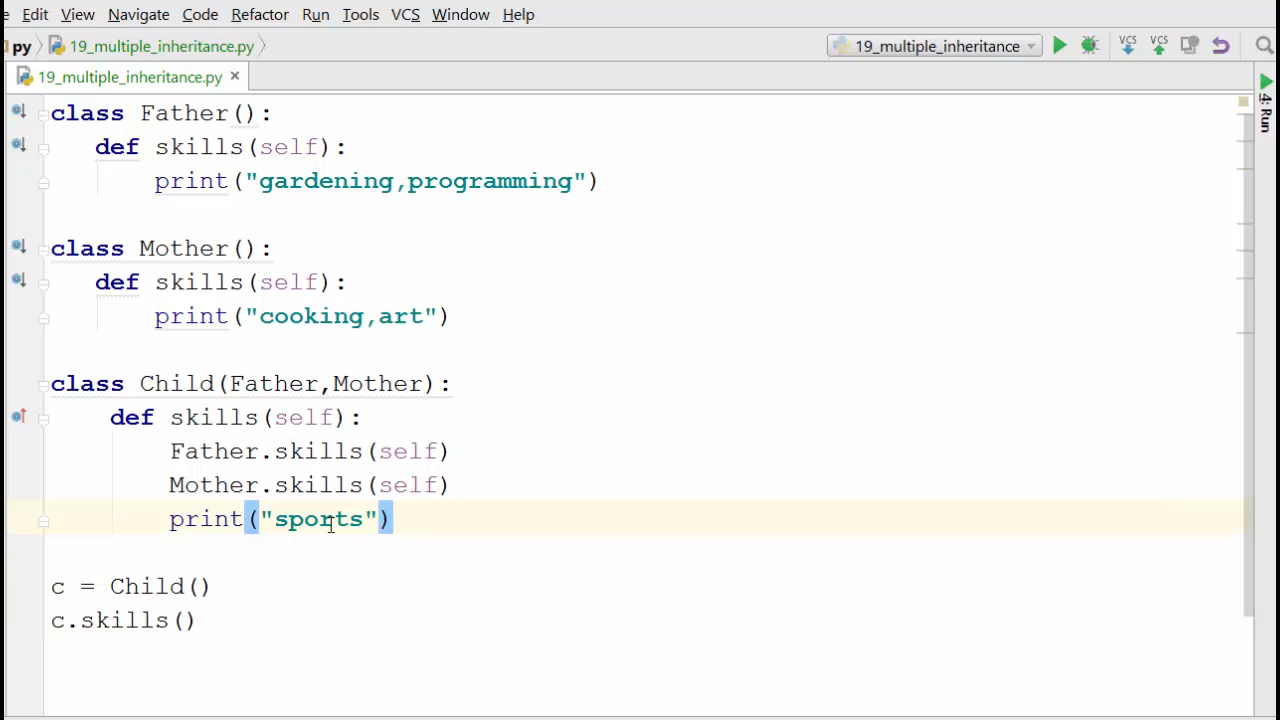 Edit View Navigate Code Refactor Run Tools VCS Window Help
py 19_multiple_inheritance.py 19_multiple_inheritance VCS VCS
19_multiple_inheritance.py
4: Run
class Father():
    def skills(self):
        print("gardening,programming")
class Mother():
    def skills(self):
        print("cooking,art")
class Child(Father,Mother):
    def skills(self):
        Father.skills(self)
        Mother.skills(self)
        print("sports")
c = Child()
c.skills()